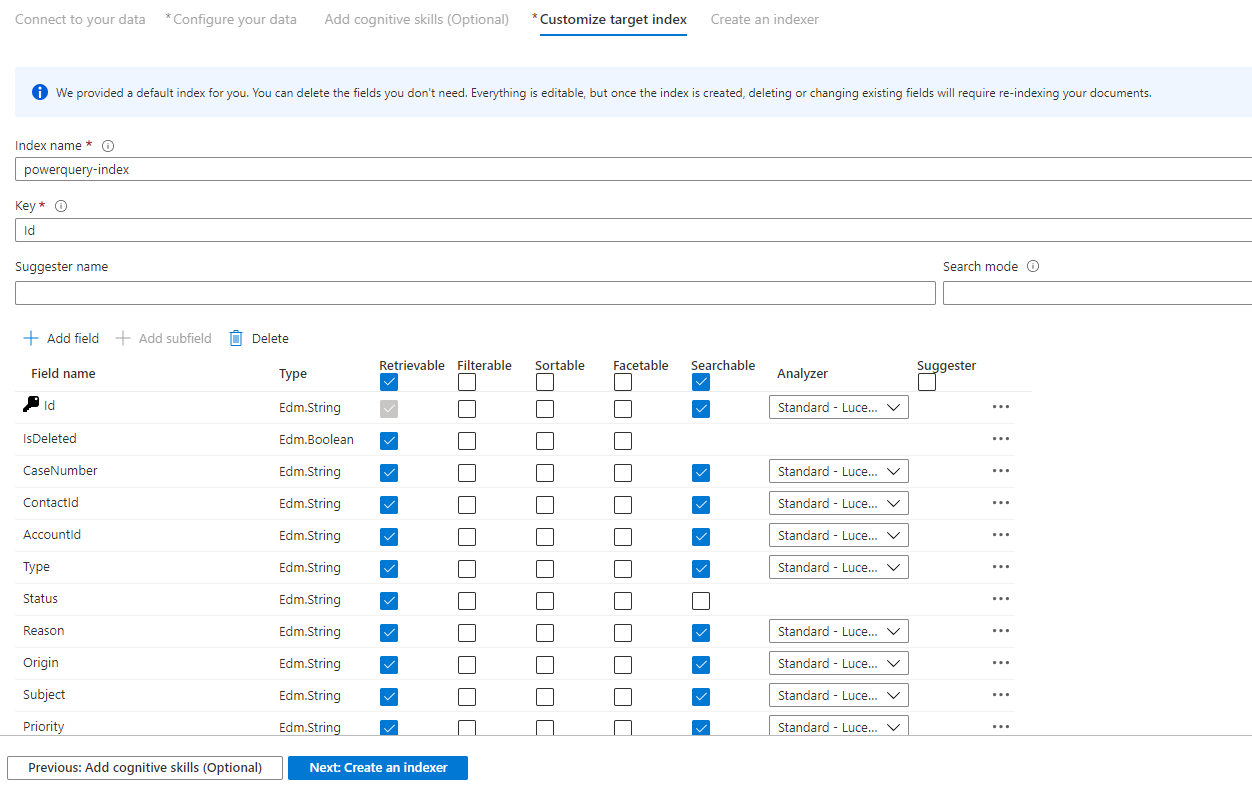 Connect to your data * Configure your data Add cognitive skills (Optional) * Customize target index Create an indexer
We provided a default index for you. You can delete the fields you don't need. Everything is editable, but once the index is created, deleting or changing existing fields will require re-indexing your documents.
Index name *
powerquery-index
Key *
Id
Suggester name Search mode
Add field Add subfield Delete
Field name Type Retrievable Filterable Sortable Facetable Searchable Analyzer Suggester
Id Edm.String Standard - Luce...
IsDeleted Edm.Boolean
CaseNumber Edm.String Standard - Luce...
ContactId Edm.String Standard - Luce...
AccountId Edm.String Standard - Luce...
Type Edm.String Standard - Luce...
Status Edm.String
Reason Edm.String Standard - Luce...
Origin Edm.String Standard - Luce...
Subject Edm.String Standard - Luce...
Priority Edm.String Standard - Luce...
Previous: Add cognitive skills (Optional) Next: Create an indexer